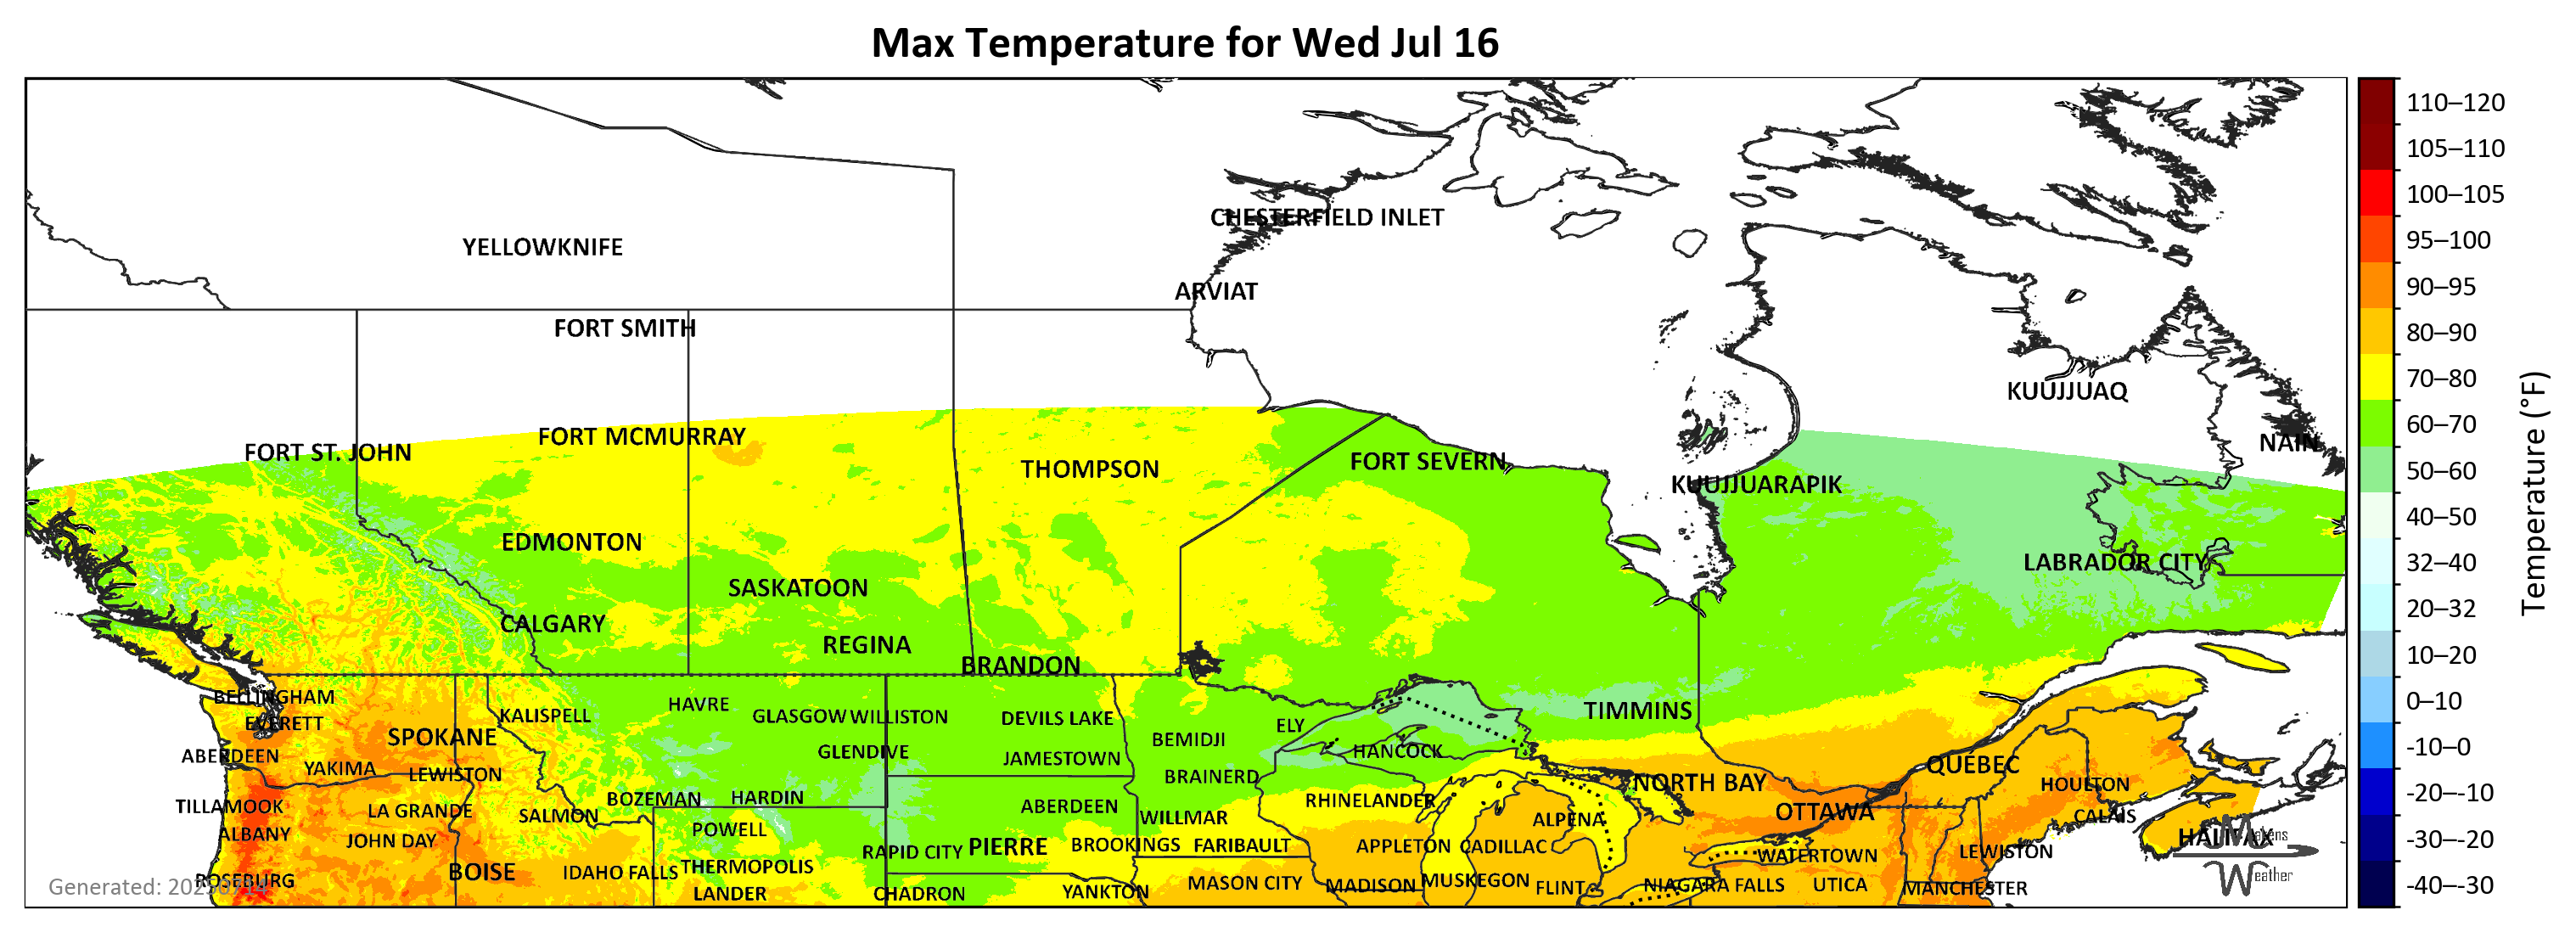 Max Temperature for Wed Jul 16
CHESTERFIELD INLET
YELLOWKNIFE
ARVIAT
FORT SMITH
KUUJJUAQ
FORT MCMURRAY
NAIN
FORT ST. JOHN
FORT SEVERN
THOMPSON
KUUJJUARAPIK
EDMONTON
LABRADOR CITY
SASKATOON
CALGARY
REGINA
BRANDON
BELLINGHAM
HAVRE
KALISPELL
GLASGOW
WILLISTON
DEVILS LAKE
TIMMINS
EVERETT
ELY
SPOKANE
BEMIDJI
HANCOCK
ABERDEEN
GLENDIVE
JAMESTOWN
QUÉBEC
YAKIMA
LEWISTON
BRAINERD
NORTH BAY
HOULTON
BOZEMAN
HARDIN
RHINELANDER
TILLAMOOK
LA GRANDE
SALMON
ABERDEEN
WILLMAR
ALPENA
OTTAWA
CALAIS
ALBANY
JOHN DAY
POWELL
HALIFAX
RAPID CITY
PIERRE
BROOKINGS
FARIBAULT
APPLETON
CADILLAC
WATERTOWN
LEWISTON
BOISE
IDAHO FALLS
THERMOPOLIS
ROSEBURG
MASON CITY
MADISON
MUSKEGON
FLINT
NIAGARA FALLS
UTICA
MANCHESTER
LANDER
CHADRON
YANKTON
Makens
Weather
110–120
105–110
100–105
95–100
90–95
80–90
70–80
60–70
50–60
40–50
32–40
20–32
10–20
0–10
-10–0
-20–-10
-30–-20
-40–-30
Temperature (°F)
Generated: